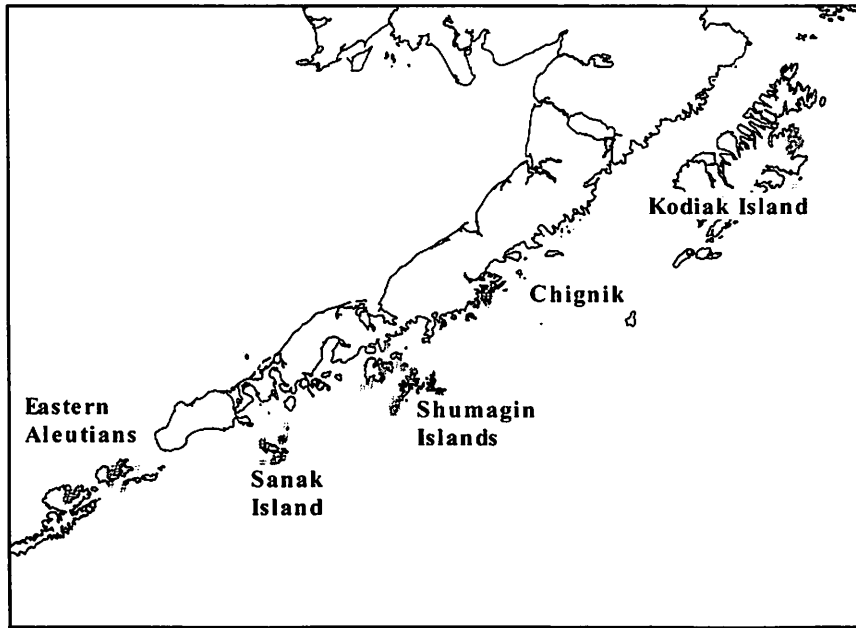 Kodiak Island
Chignik
Eastern
Aleutians
Shumagin
Islands
Sanak
Island